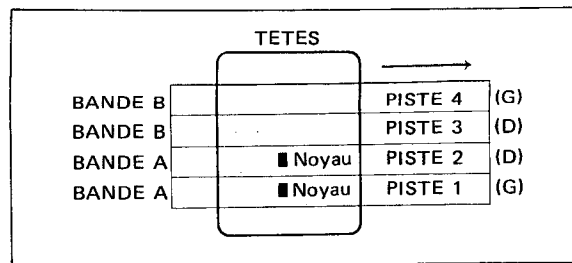 TETES
BANDE B PISTE 4 (G)
BANDE B PISTE 3 (D)
BANDE A Noyau PISTE 2 (D)
BANDE A Noyau PISTE 1 (G)